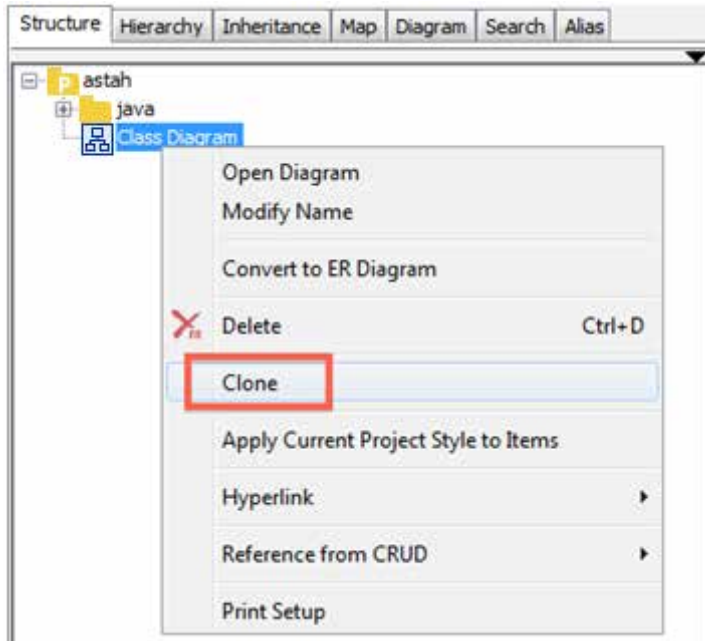 Structure Hierarchy Inheritance Map Diagram Search Alias
astah
java
Class Diagram
Open Diagram
Modify Name
Convert to ER Diagram
Delete Ctrl+D
Clone
Apply Current Project Style to Items
Hyperlink
Reference from CRUD
Print Setup